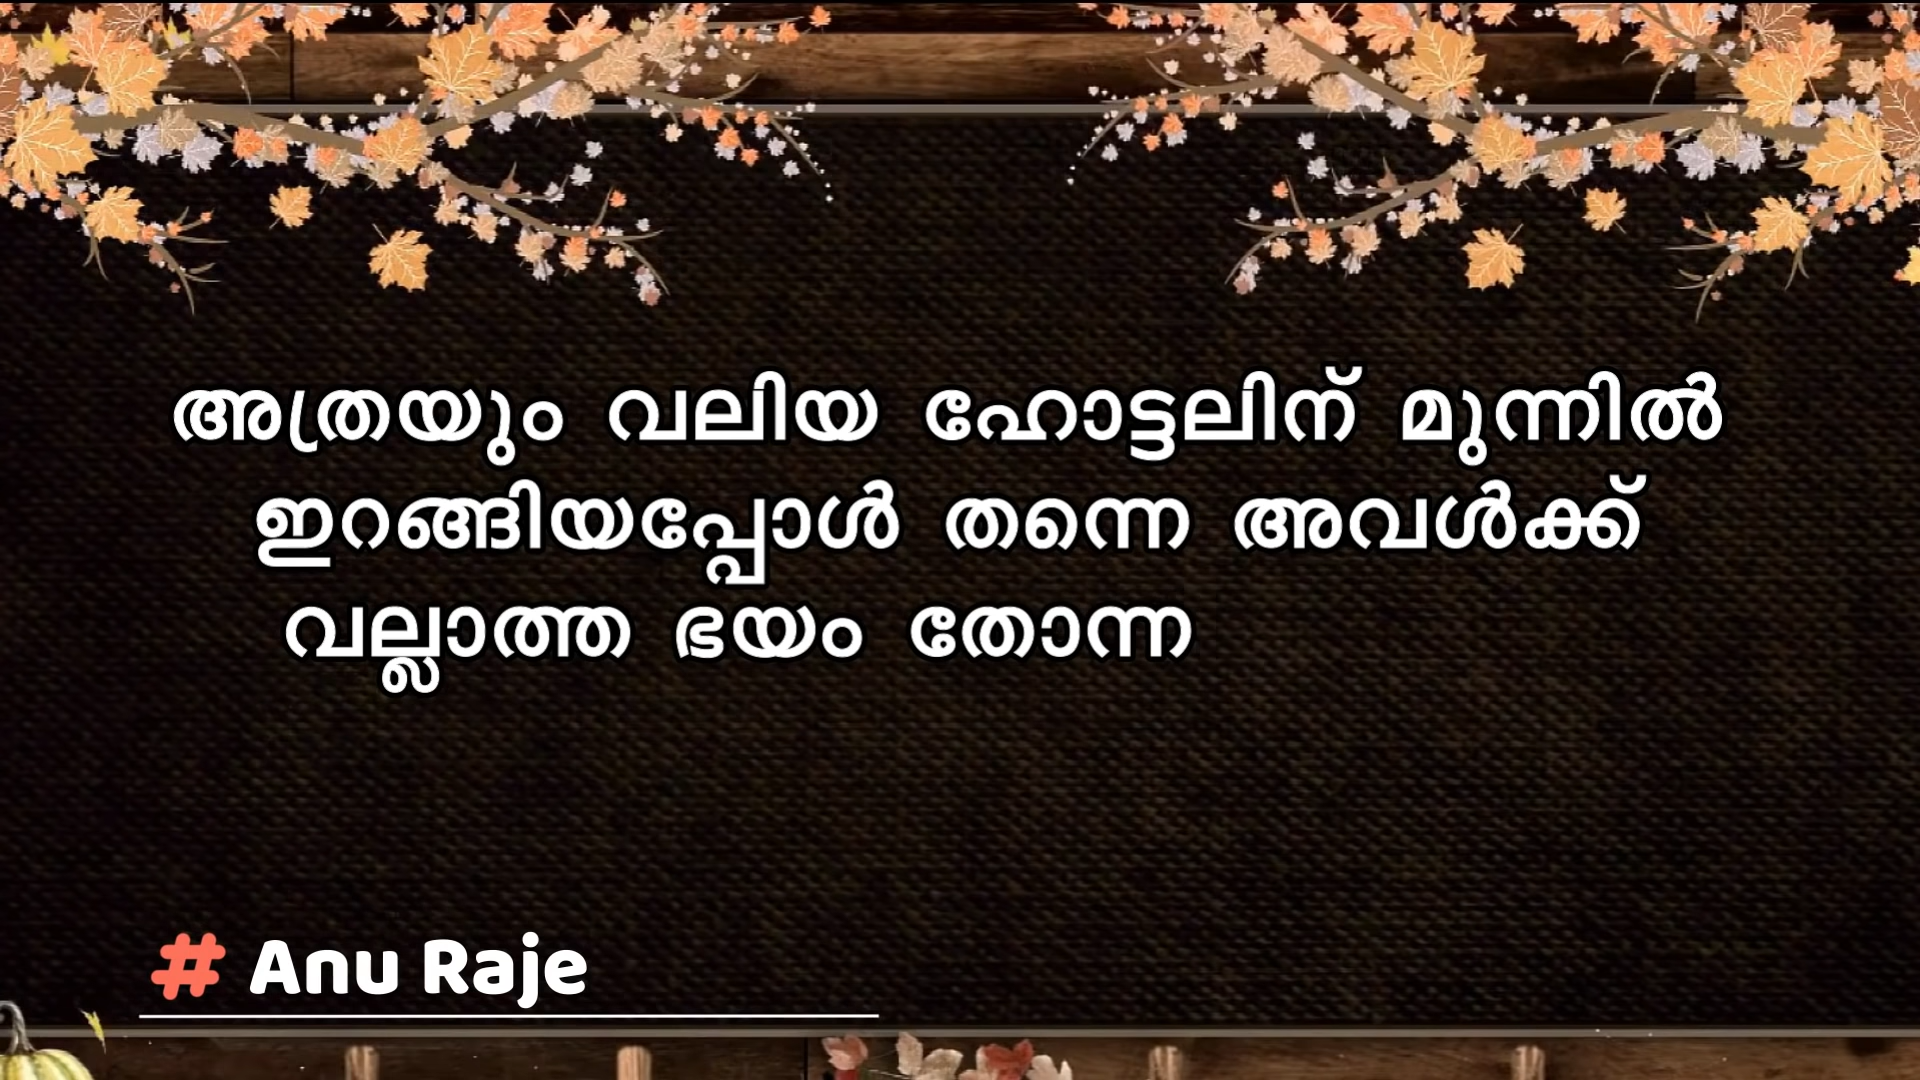 അത്രയും വലിയ ഹോട്ടലിന് മുന്നിൽ
ഇറങ്ങിയപ്പോൾ തന്നെ അവൾക്ക്
വല്ലാത്ത ഭയം തോന്ന
# Anu Raje